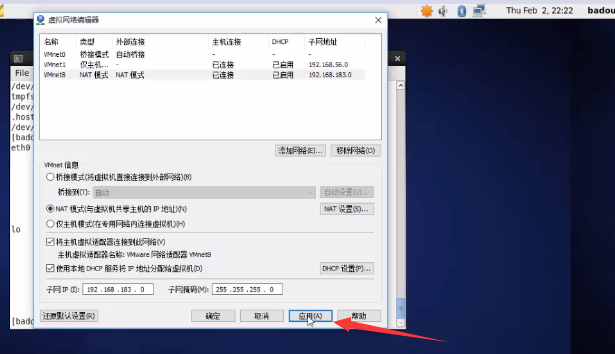 Thu Feb 2, 22:22 badou
虚拟网络编辑器
名称 类型 外部连接 主机连接 DHCP 子网地址
VMnet0 桥接模式 自动桥接 - - -
VMnet1 仅主机... - 已连接 已启用 192.168.56.0
VMnet8 NAT 模式 NAT 模式 已连接 已启用 192.168.183.0
File
/dev/
tmpfs
/dev/
.host
/dev/
[bado
eth0
lo
[bado
添加网络(E)... 移除网络(O)
VMnet 信息
桥接模式(将虚拟机直接连接到外部网络)(B)
桥接到(T): 自动 自动设置(U)...
NAT 模式(与虚拟机共享主机的 IP 地址)(N) NAT 设置(S)...
仅主机模式(在专用网络内连接虚拟机)(H)
将主机虚拟适配器连接到此网络(V)
主机虚拟适配器名称: VMware 网络适配器 VMnet8
使用本地 DHCP 服务将 IP 地址分配给虚拟机(D) DHCP 设置(P)...
子网 IP (I): 192 .168 .183 . 0 子网掩码(M): 255 .255 .255 . 0
还原默认设置(R) 确定 取消 应用(A) 帮助